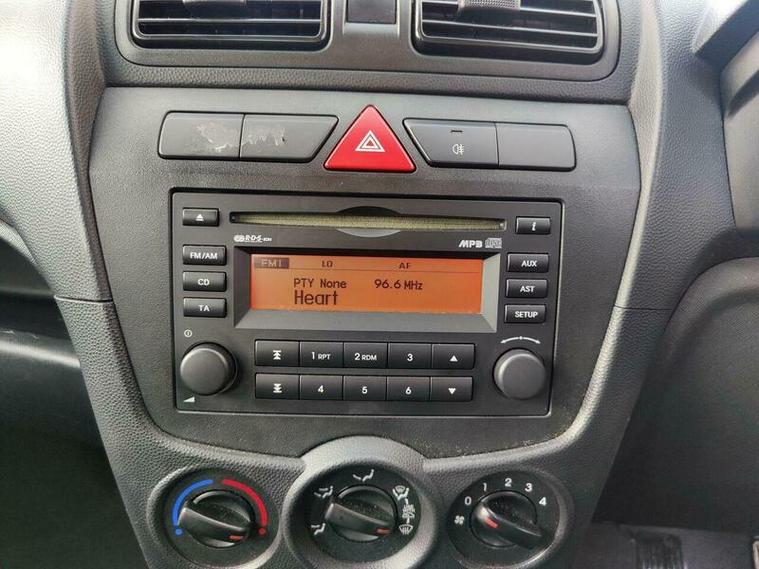 R·D·S·EON
MP3
i
FM/AM
CD
TA
FM1 LO AF
PTY None 96.6 MHz
Heart
AUX
AST
SETUP
1 RPT 2 RDM 3
4 5 6
0 1 2 3 4